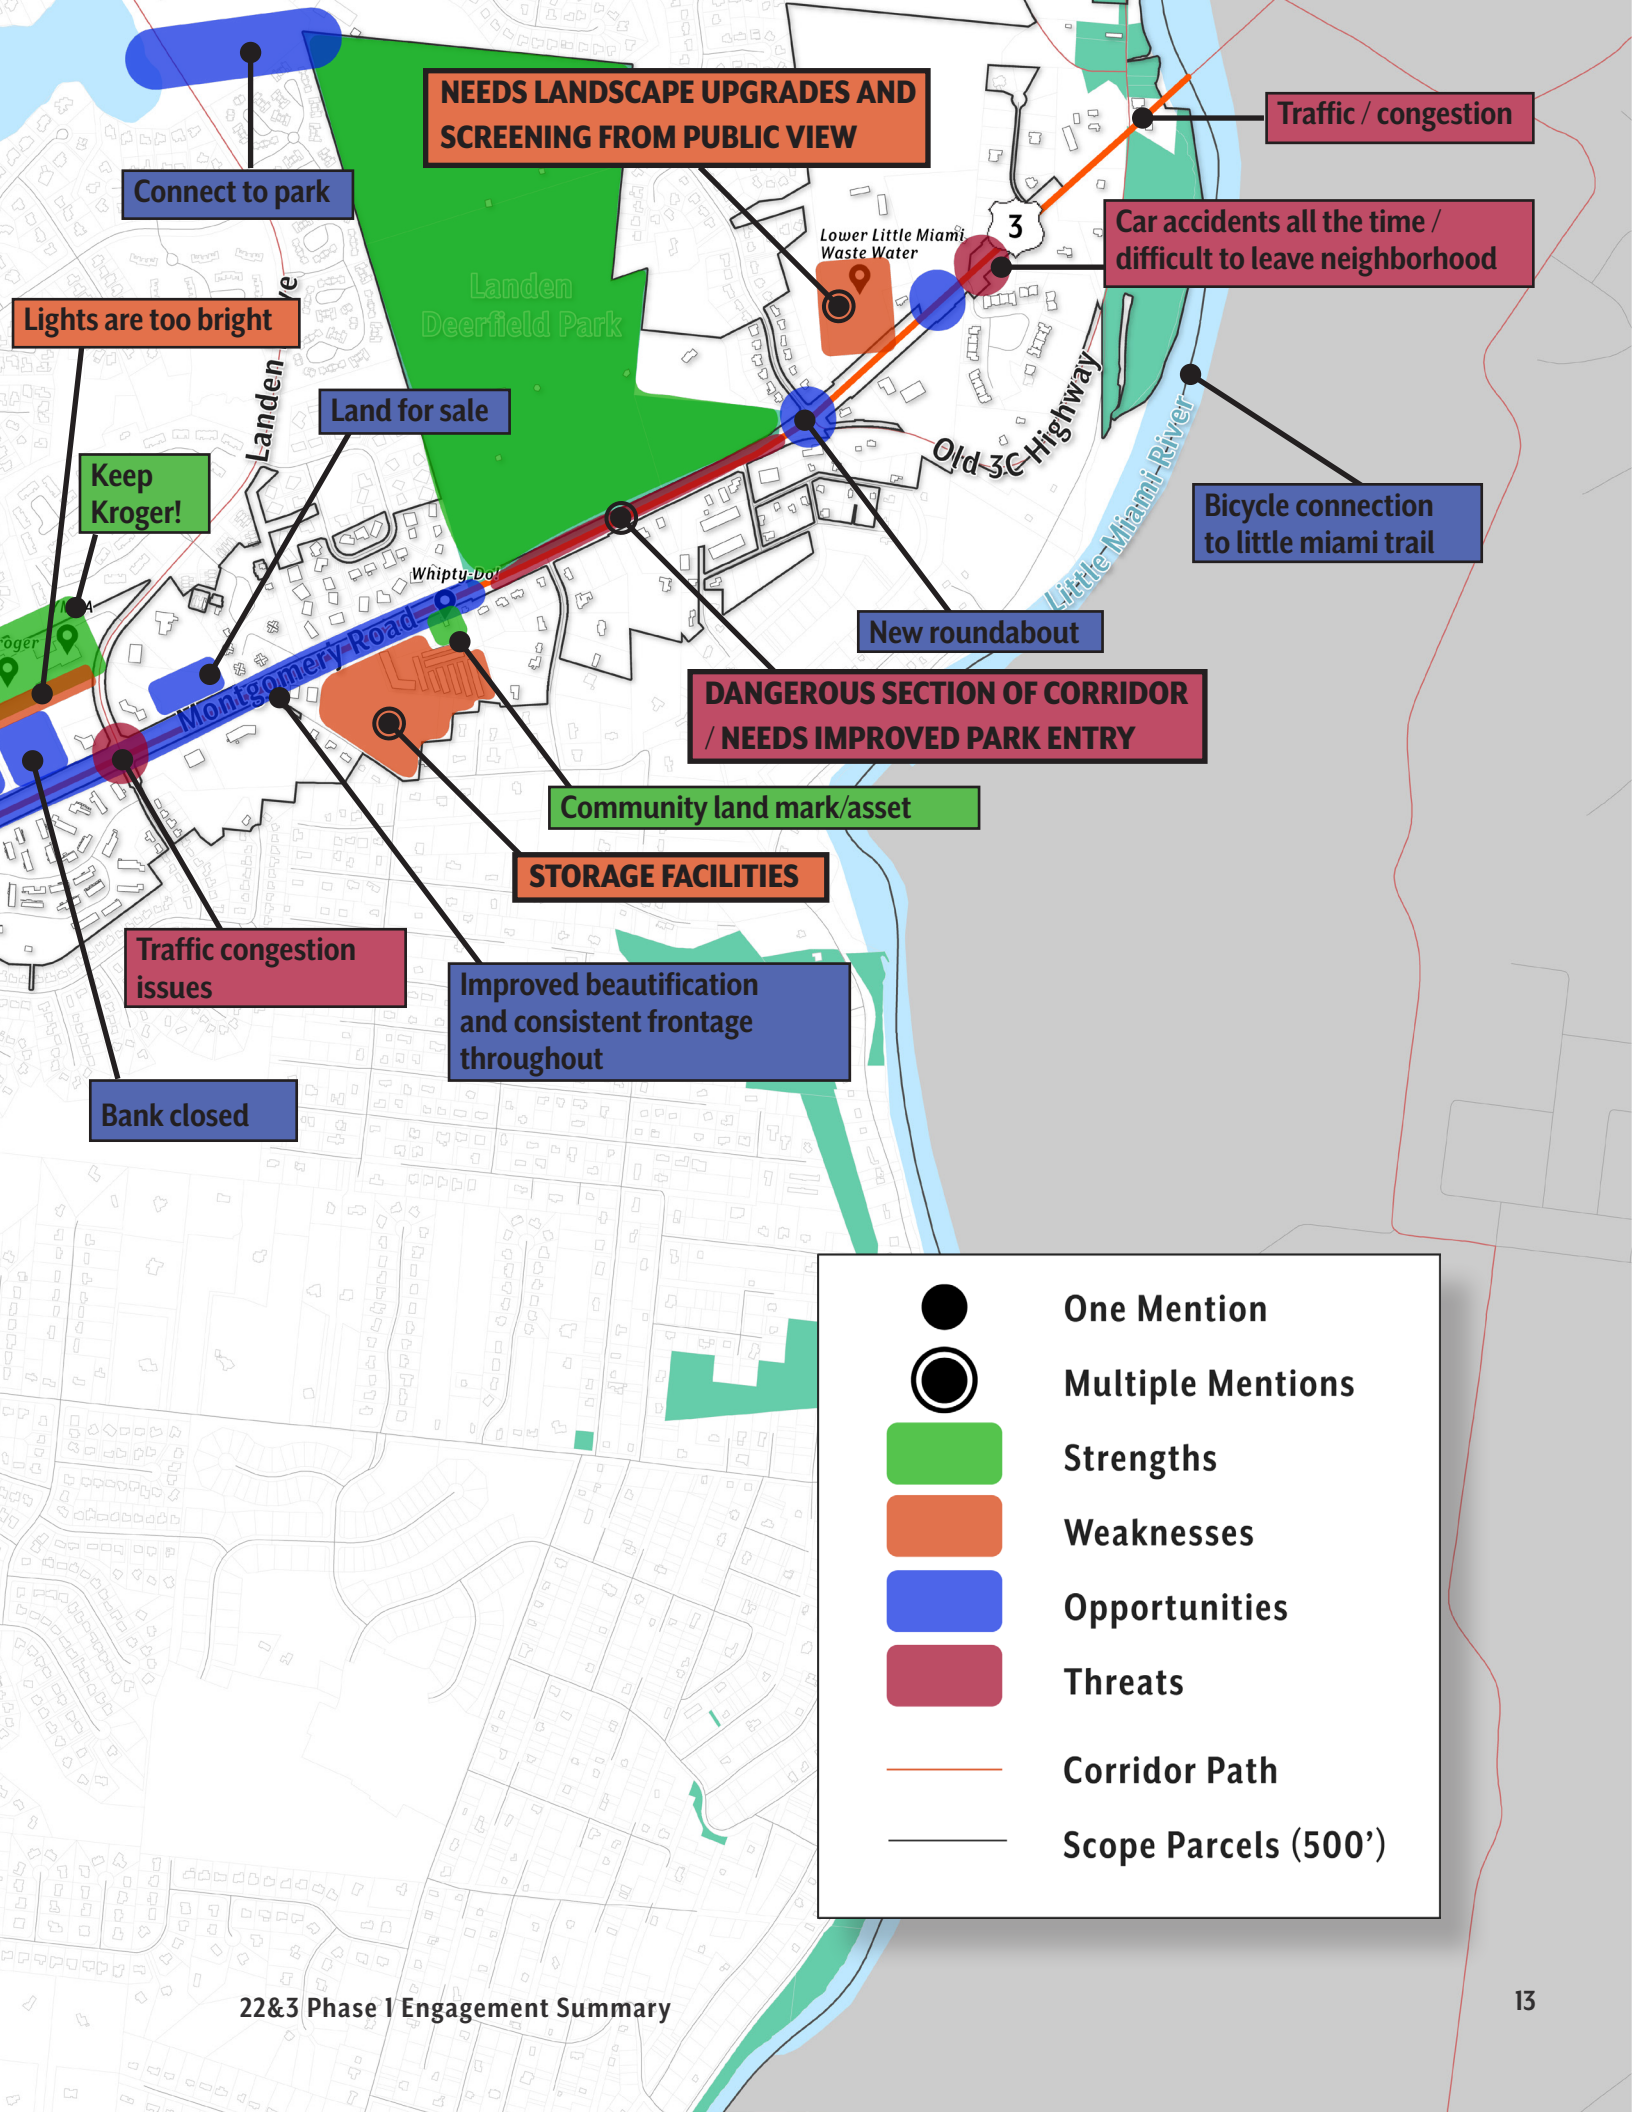 NEEDS LANDSCAPE UPGRADES AND
SCREENING FROM PUBLIC VIEW
Traffic / congestion
Connect to park
3
Car accidents all the time /
difficult to leave neighborhood
Lower Little Miami
Waste Water
Landen
Deerfield Park
Lights are too bright
Landen
Land for sale
Old 3C Highway
Keep
Kroger!
Little Miami River
Bicycle connection
to little miami trail
Whipty-Do!
New roundabout
Montgomery Road
DANGEROUS SECTION OF CORRIDOR
/ NEEDS IMPROVED PARK ENTRY
Community land mark/asset
STORAGE FACILITIES
Traffic congestion
issues
Improved beautification
and consistent frontage
throughout
Bank closed
One Mention
Multiple Mentions
Strengths
Weaknesses
Opportunities
Threats
Corridor Path
Scope Parcels (500')
22&3 Phase 1 Engagement Summary
13